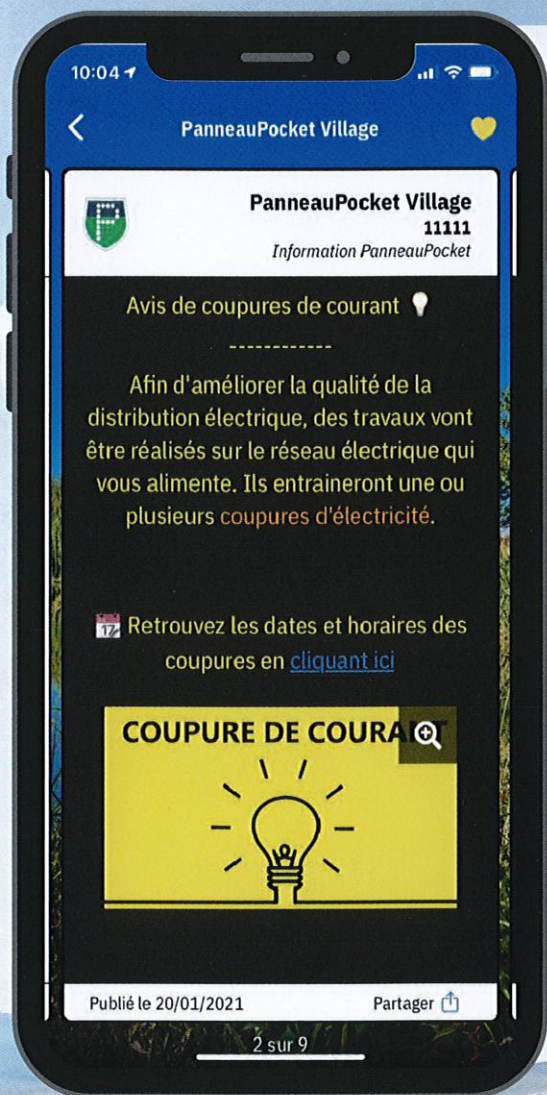 10:04
PanneauPocket Village
PanneauPocket Village
11111
Information PanneauPocket
Avis de coupures de courant
------------
Afin d'améliorer la qualité de la
distribution électrique, des travaux vont
être réalisés sur le réseau électrique qui
vous alimente. Ils entraineront une ou
plusieurs coupures d'électricité.
17
Retrouvez les dates et horaires des
coupures en cliquant ici
COUPURE DE COURANT
Publié le 20/01/2021
Partager
2 sur 9